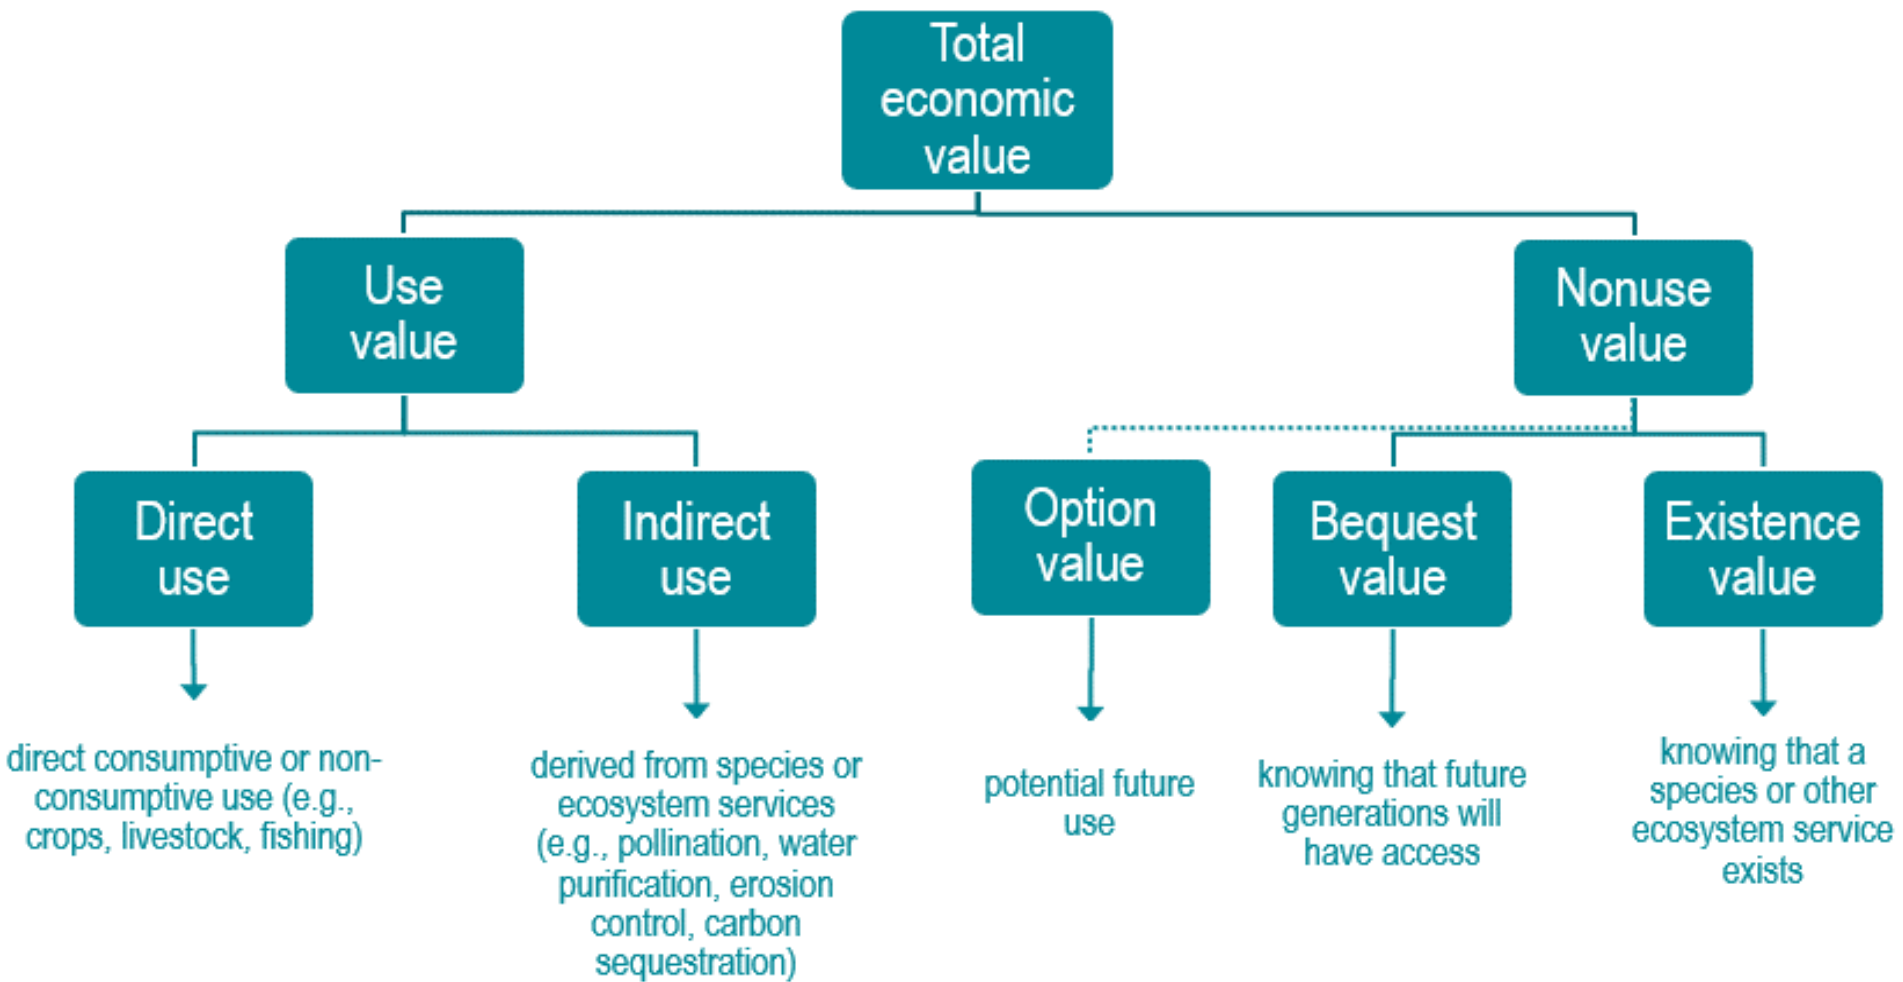 Total
economic
value
Use
value
Nonuse
value
Direct
use
Indirect
use
Option
value
Bequest
value
Existence
value
direct consumptive or non-
consumptive use (e.g.,
crops, livestock, fishing)
derived from species or
ecosystem services
(e.g., pollination, water
purification, erosion
control, carbon
sequestration)
potential future
use
knowing that future
generations will
have access
knowing that a
species or other
ecosystem service
exists